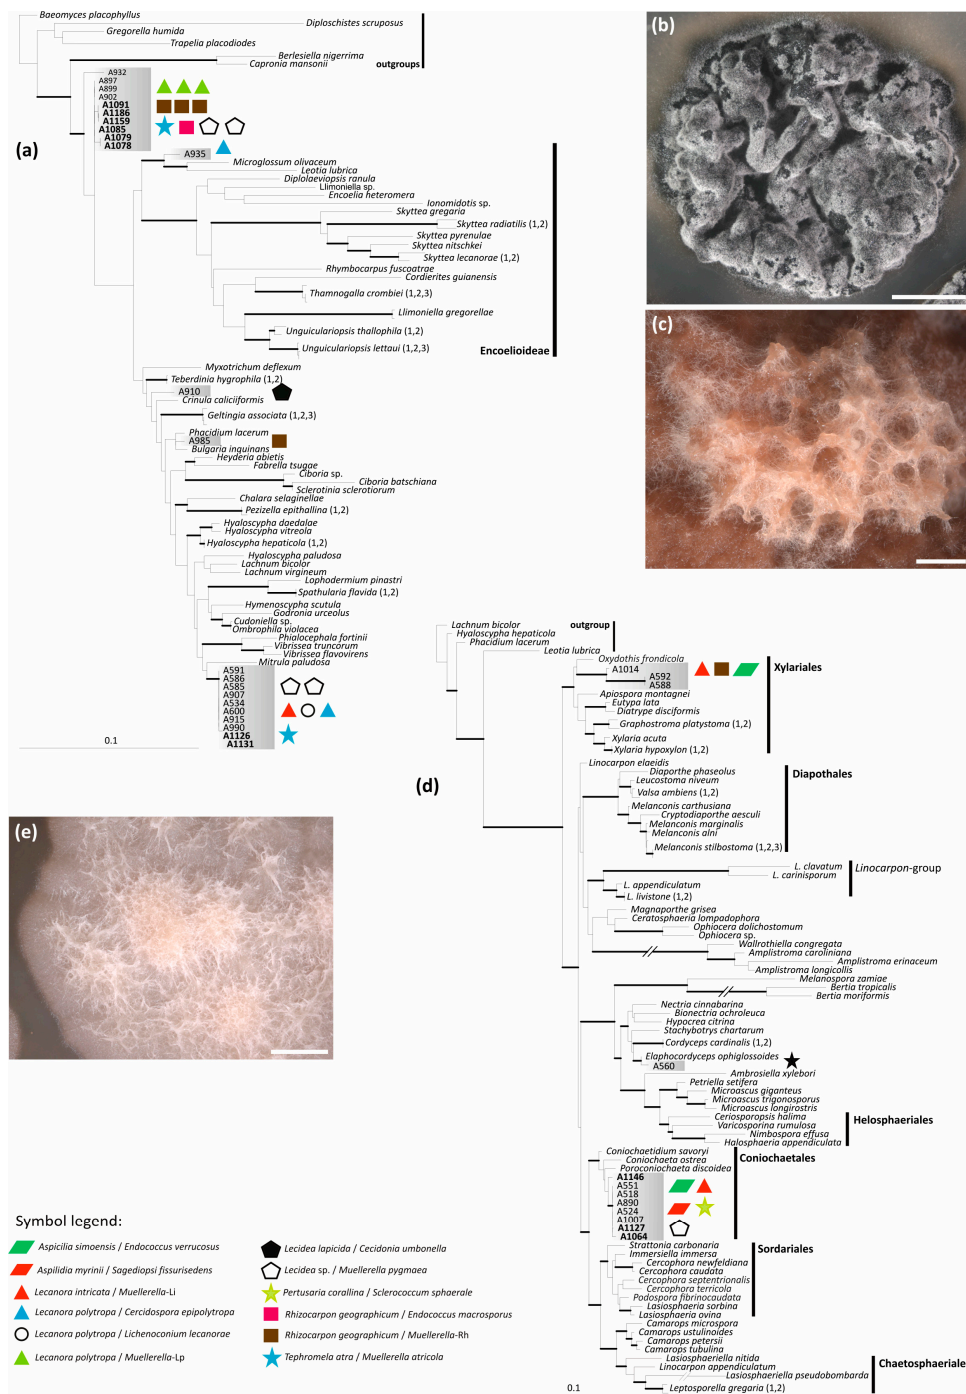 Baeomyces placophyllus
Diploschistes scruposus
Gregorella humida
Trapelia placodiodes
Berlesiella nigerrima
Capronia mansonii
outgroups
A932
A897
A899
A902
A1091
A1186
A1159
A1085
A1079
A1078
(a)
A935
Microglossum olivaceum
Leotia lubrica
Diplolaeviopsis ranula
Llimoniella sp.
Encoelia heteromera
Ionomidotis sp.
Skyttea gregaria
Skyttea radiatilis (1,2)
Skyttea pyrenulae
Skyttea nitschkei
Skyttea lecanorae (1,2)
Rhymbocarpus fuscoatrae
Cordierites guianensis
Thamnogalla crombiei (1,2,3)
Llimoniella gregorellae
Unguiculariopsis thallophila (1,2)
Unguiculariopsis lettaui (1,2,3)
Encoelioideae
Myxotrichum deflexum
Teberdinia hygrophila (1,2)
A910
Crinula caliciiformis
Geltingia associata (1,2,3)
Phacidium lacerum
A985
Bulgaria inquinans
Heyderia abietis
Fabrella tsugae
Ciboria sp.
Ciboria batschiana
Sclerotinia sclerotiorum
Chalara selaginellae
Pezizella epithallina (1,2)
Hyaloscypha daedalae
Hyaloscypha vitreola
Hyaloscypha hepaticola (1,2)
Hyaloscypha paludosa
Lachnum bicolor
Lachnum virgineum
Lophodermium pinastri
Spathularia flavida (1,2)
Hymenoscypha scutula
Godronia urceolus
Cudoniella sp.
Ombrophila violacea
Phialocephala fortinii
Vibrissea truncorum
Vibrissea flavovirens
Mitrula paludosa
A591
A586
A585
A907
A534
A600
A915
A990
A1126
A1131
0.1
(b)
(c)
(d)
Lachnum bicolor
Hyaloscypha hepaticola
Phacidium lacerum
Leotia lubrica
outgroup
Oxydothis frondicola
A1014
A592
A588
Apiospora montagnei
Eutypa lata
Diatrype disciformis
Graphostroma platystoma (1,2)
Xylaria acuta
Xylaria hypoxylon (1,2)
Xylariales
Linocarpon elaeidis
Diaporthe phaseolus
Leucostoma niveum
Valsa ambiens (1,2)
Melanconis carthusiana
Cryptodiaporthe aesculi
Melanconis marginalis
Melanconis alni
Melanconis stilbostoma (1,2,3)
Diapothales
L. clavatum
L. carinisporum
L. appendiculatum
L. livistone (1,2)
Linocarpon-group
Magnaporthe grisea
Ceratosphaeria lompadophora
Ophiocera dolichostomum
Ophiocera sp.
Wallrothiella congregata
Amplistroma caroliniana
Amplistroma erinaceum
Amplistroma longicollis
Melanospora zamiae
Bertia tropicalis
Bertia moriformis
Nectria cinnabarina
Bionectria ochroleuca
Hypocrea citrina
Stachybotrys chartarum
Cordyceps cardinalis (1,2)
Elaphocordyceps ophioglossoides
A560
Ambrosiella xylebori
Petriella setifera
Microascus giganteus
Microascus trigonosporus
Microascus longirostris
Ceriosporopsis halima
Varicosporina rumulosa
Nimbospora effusa
Halosphaeria appendiculata
Helosphaeriales
Coniochaetidium savoryi
Coniochaeta ostrea
Poroconiochaeta discoidea
A1146
A551
A518
A890
A524
A1007
A1127
A1064
Coniochaetales
Strattonia carbonaria
Immersiella immersa
Cercophora newfeldiana
Cercophora caudata
Cercophora septentrionalis
Cercophora terricola
Podospora fibrinocaudata
Lasiosphaeria sorbina
Lasiosphaeria ovina
Sordariales
Camarops microspora
Camarops ustulinoides
Camarops petersii
Camarops tubulina
Lasiosphaeriella nitida
Linocarpon appendiculatum
Lasiosphaeriella pseudobombarda
Leptosporella gregaria (1,2)
Chaetosphaeriale
0.1
(e)
Symbol legend:
Aspicilia simoensis / Endococcus verrucosus
Aspilidia myrinii / Sagediopsis fissurisedens
Lecanora intricata / Muellerella-Li
Lecanora polytropa / Cercidospora epipolytropa
Lecanora polytropa / Lichenoconium lecanorae
Lecanora polytropa / Muellerella-Lp
Lecidea lapicida / Cecidonia umbonella
Lecidea sp. / Muellerella pygmaea
Pertusaria corallina / Sclerococcum sphaerale
Rhizocarpon geographicum / Endococcus macrosporus
Rhizocarpon geographicum / Muellerella-Rh
Tephromela atra / Muellerella atricola